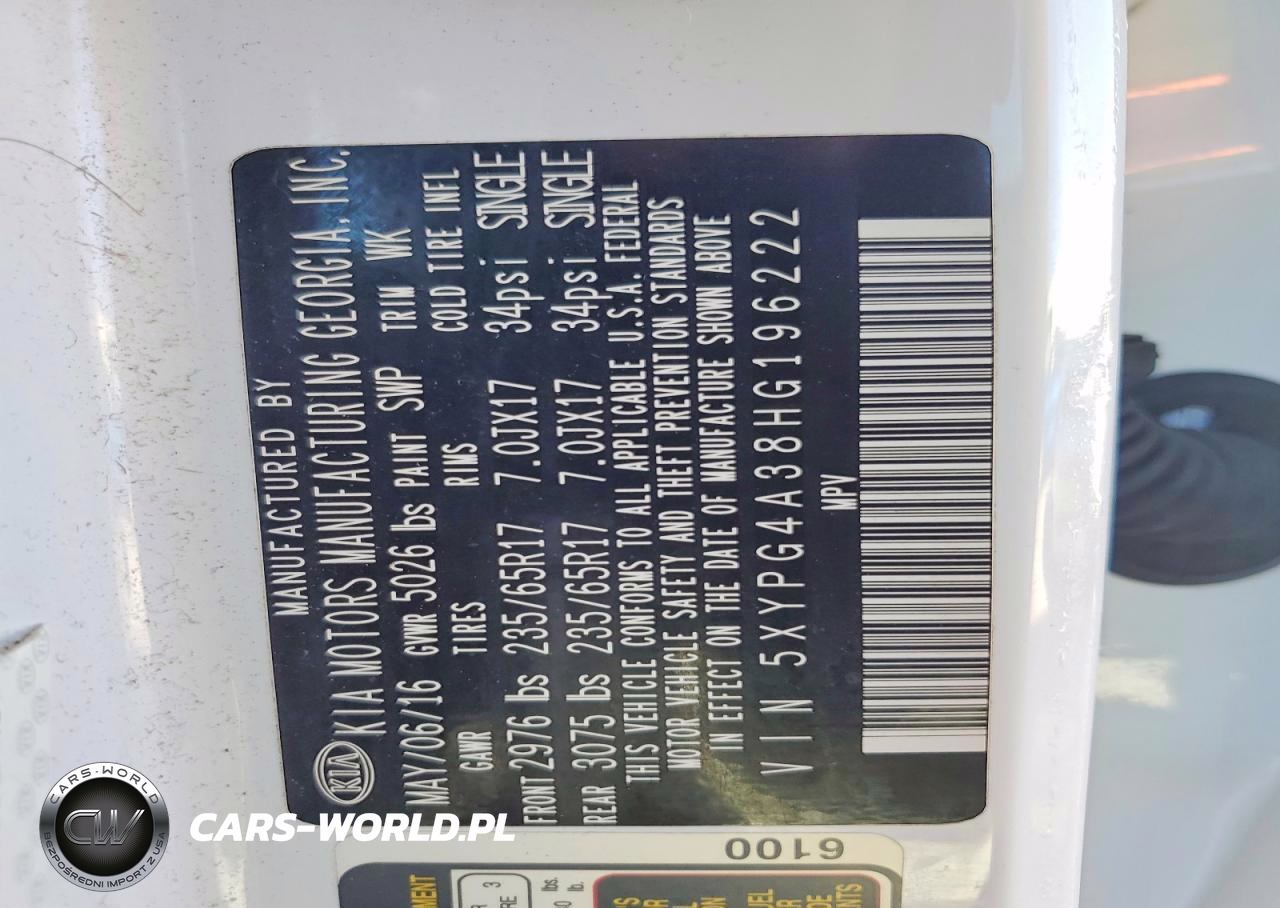 MANUFACTURED BY
KIA KIA MOTORS MANUFACTURING GEORGIA, INC.
MAY/06/16 GVWR 5026 lbs PAINT SWP TRIM WK
GAWR TIRES RIMS COLD TIRE INFL
FRONT 2976 lbs 235/65R17 7.0JX17 34psi SINGLE
REAR 3075 lbs 235/65R17 7.0JX17 34psi SINGLE
THIS VEHICLE CONFORMS TO ALL APPLICABLE U.S.A. FEDERAL
MOTOR VEHICLE SAFETY AND THEFT PREVENTION STANDARDS
IN EFFECT ON THE DATE OF MANUFACTURE SHOWN ABOVE
VIN 5XYPG4A38HG196222
MPV
6100
CARS-WORLD
CW
BEZPOŚREDNI IMPORT Z USA
CARS-WORLD.PL